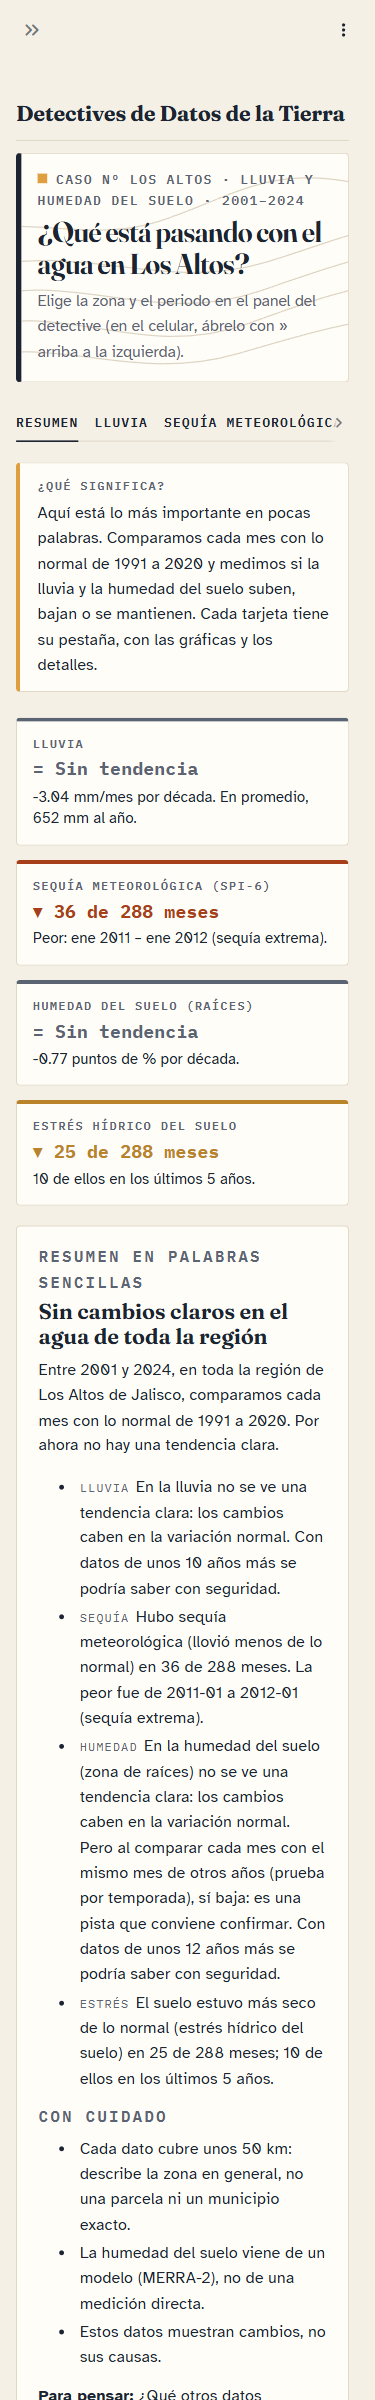 Detectives de Datos de la Tierra
CASO Nº LOS ALTOS · LLUVIA Y
HUMEDAD DEL SUELO · 2001–2024
¿Qué está pasando con el
agua en Los Altos?
Elige la zona y el periodo en el panel del
detective (en el celular, ábrelo con »
arriba a la izquierda).
RESUMEN LLUVIA SEQUÍA METEOROLÓGIC
¿QUÉ SIGNIFICA?
Aquí está lo más importante en pocas
palabras. Comparamos cada mes con lo
normal de 1991 a 2020 y medimos si la
lluvia y la humedad del suelo suben,
bajan o se mantienen. Cada tarjeta tiene
su pestaña, con las gráficas y los
detalles.
LLUVIA
= Sin tendencia
-3.04 mm/mes por década. En promedio,
652 mm al año.
SEQUÍA METEOROLÓGICA (SPI-6)
▼ 36 de 288 meses
Peor: ene 2011 – ene 2012 (sequía extrema).
HUMEDAD DEL SUELO (RAÍCES)
= Sin tendencia
-0.77 puntos de % por década.
ESTRÉS HÍDRICO DEL SUELO
▼ 25 de 288 meses
10 de ellos en los últimos 5 años.
RESUMEN EN PALABRAS
SENCILLAS
Sin cambios claros en el
agua de toda la región
Entre 2001 y 2024, en toda la región de
Los Altos de Jalisco, comparamos cada
mes con lo normal de 1991 a 2020. Por
ahora no hay una tendencia clara.
• LLUVIA En la lluvia no se ve una
tendencia clara: los cambios
caben en la variación normal. Con
datos de unos 10 años más se
podría saber con seguridad.
• SEQUÍA Hubo sequía
meteorológica (llovió menos de lo
normal) en 36 de 288 meses. La
peor fue de 2011-01 a 2012-01
(sequía extrema).
• HUMEDAD En la humedad del suelo
(zona de raíces) no se ve una
tendencia clara: los cambios
caben en la variación normal.
Pero al comparar cada mes con el
mismo mes de otros años (prueba
por temporada), sí baja: es una
pista que conviene confirmar. Con
datos de unos 12 años más se
podría saber con seguridad.
• ESTRÉS El suelo estuvo más seco
de lo normal (estrés hídrico del
suelo) en 25 de 288 meses; 10 de
ellos en los últimos 5 años.
CON CUIDADO
• Cada dato cubre unos 50 km:
describe la zona en general, no
una parcela ni un municipio
exacto.
• La humedad del suelo viene de un
modelo (MERRA-2), no de una
medición directa.
• Estos datos muestran cambios, no
sus causas.
Para pensar: ¿Qué otros datos